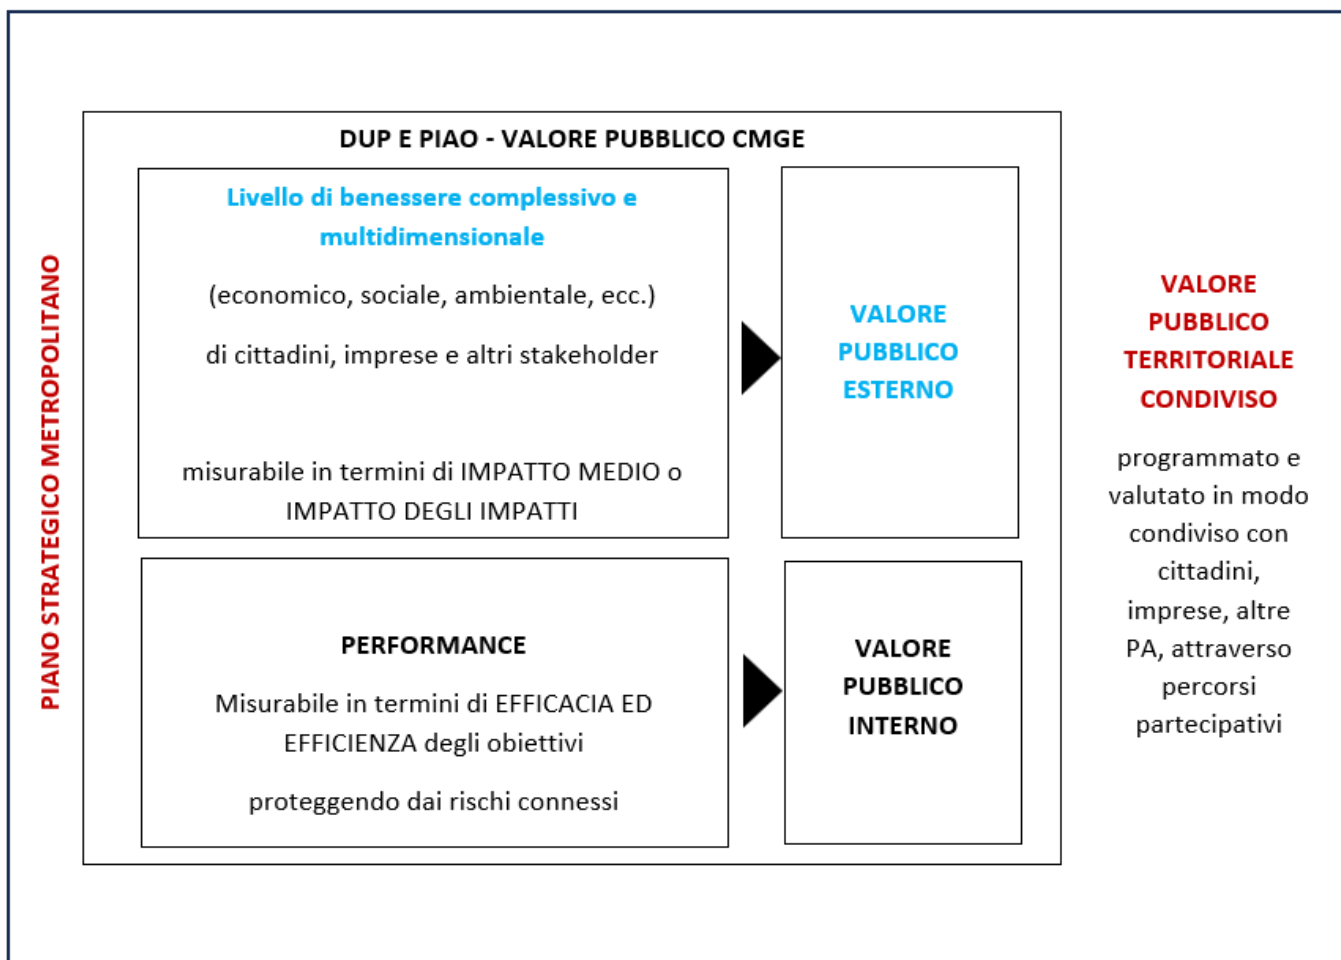 PIANO STRATEGICO METROPOLITANO
DUP E PIAO - VALORE PUBBLICO CMGE
Livello di benessere complessivo e
multidimensionale
(economico, sociale, ambientale, ecc.)
di cittadini, imprese e altri stakeholder
misurabile in termini di IMPATTO MEDIO o
IMPATTO DEGLI IMPATTI
VALORE
PUBBLICO
ESTERNO
PERFORMANCE
Misurabile in termini di EFFICACIA ED
EFFICIENZA degli obiettivi
proteggendo dai rischi connessi
VALORE
PUBBLICO
INTERNO
VALORE
PUBBLICO
TERRITORIALE
CONDIVISO
programmato e
valutato in modo
condiviso con
cittadini,
imprese, altre
PA, attraverso
percorsi
partecipativi